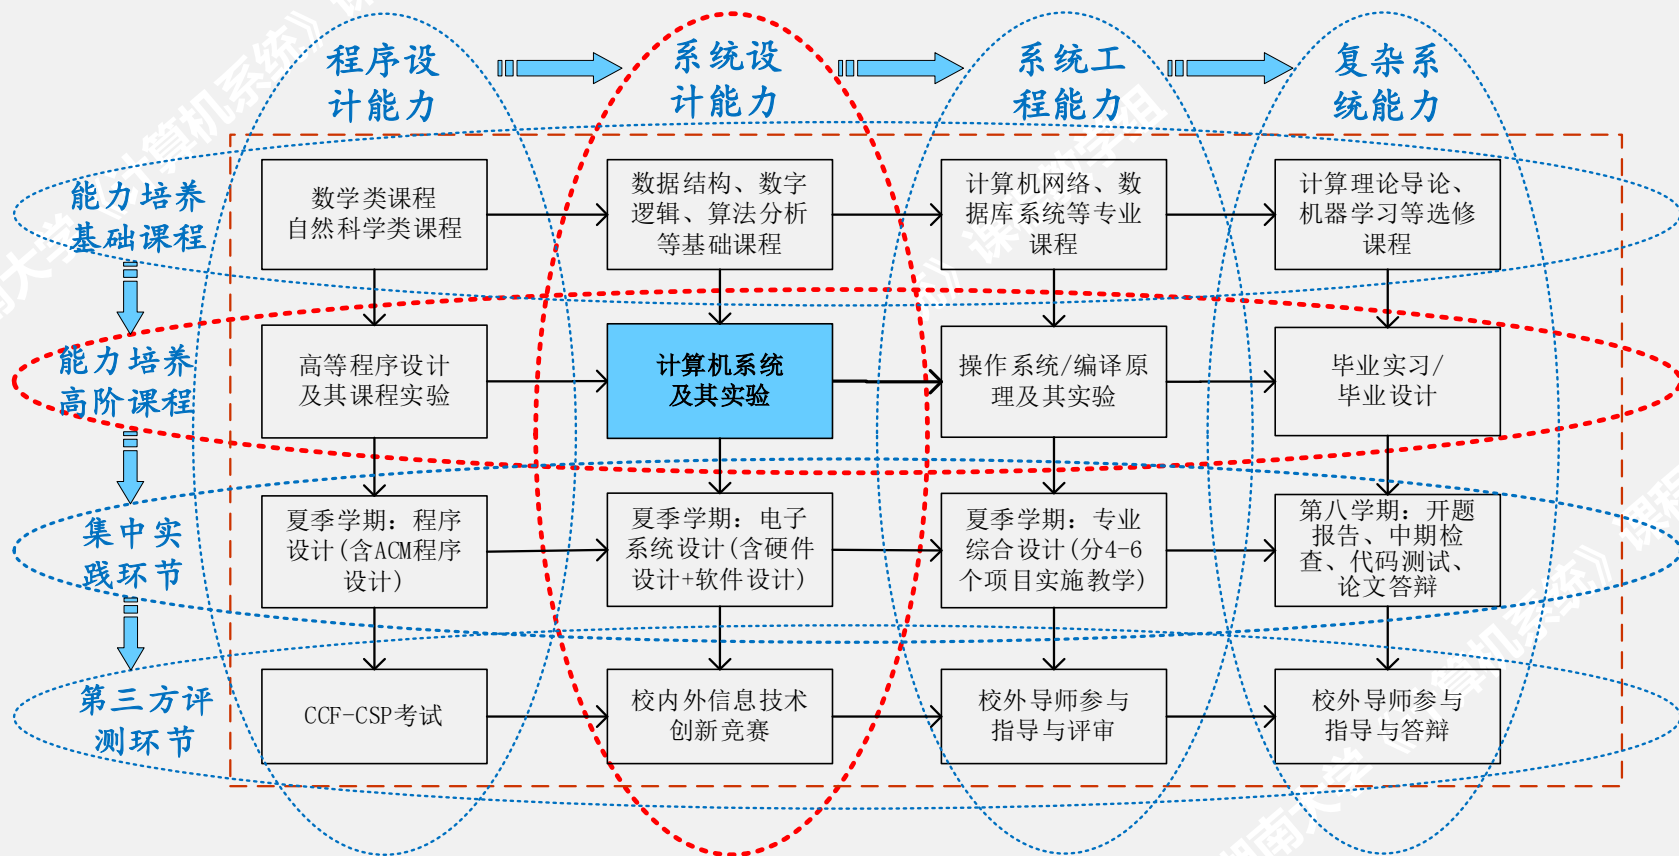 程序设
计能力
系统设
计能力
系统工
程能力
复杂系
统能力
能力培养
基础课程
数学类课程
自然科学类课程
数据结构、数字
逻辑、算法分析
等基础课程
计算机网络、数
据库系统等专业
课程
计算理论导论、
机器学习等选修
课程
能力培养
高阶课程
高等程序设计
及其课程实验
计算机系统
及其实验
操作系统/编译原
理及其实验
毕业实习/
毕业设计
集中实
践环节
夏季学期：程序
设计(含ACM程序
设计)
夏季学期：电子
系统设计(含硬件
设计+软件设计)
夏季学期：专业
综合设计(分4-6
个项目实施教学)
第八学期：开题
报告、中期检
查、代码测试、
论文答辩
第三方评
测环节
CCF-CSP考试
校内外信息技术
创新竞赛
校外导师参与
指导与评审
校外导师参与
指导与答辩